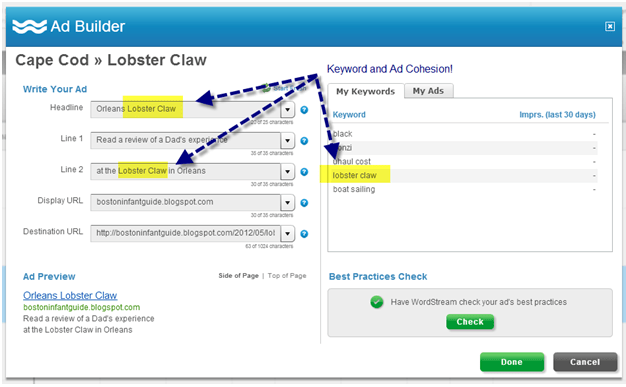 Ad Builder
Cape Cod » Lobster Claw
Keyword and Ad Cohesion!
Write Your Ad
Headline
Orleans Lobster Claw
20 of 25 characters
Line 1
Read a review of a Dad's experience
35 of 35 characters
Line 2
at the Lobster Claw in Orleans
30 of 35 characters
Display URL
bostoninfantguide.blogspot.com
30 of 35 characters
Destination URL
http://bostoninfantguide.blogspot.com/2012/05/lol
63 of 1024 characters
My Keywords
My Ads
Keyword Imprs. (last 30 days)
black -
-
uhaul cost -
lobster claw -
boat sailing -
Ad Preview
Side of Page | Top of Page
Orleans Lobster Claw
bostoninfantguide.blogspot.com
Read a review of a Dad's experience
at the Lobster Claw in Orleans
Best Practices Check
Have WordStream check your ad's best practices
Check
Done
Cancel